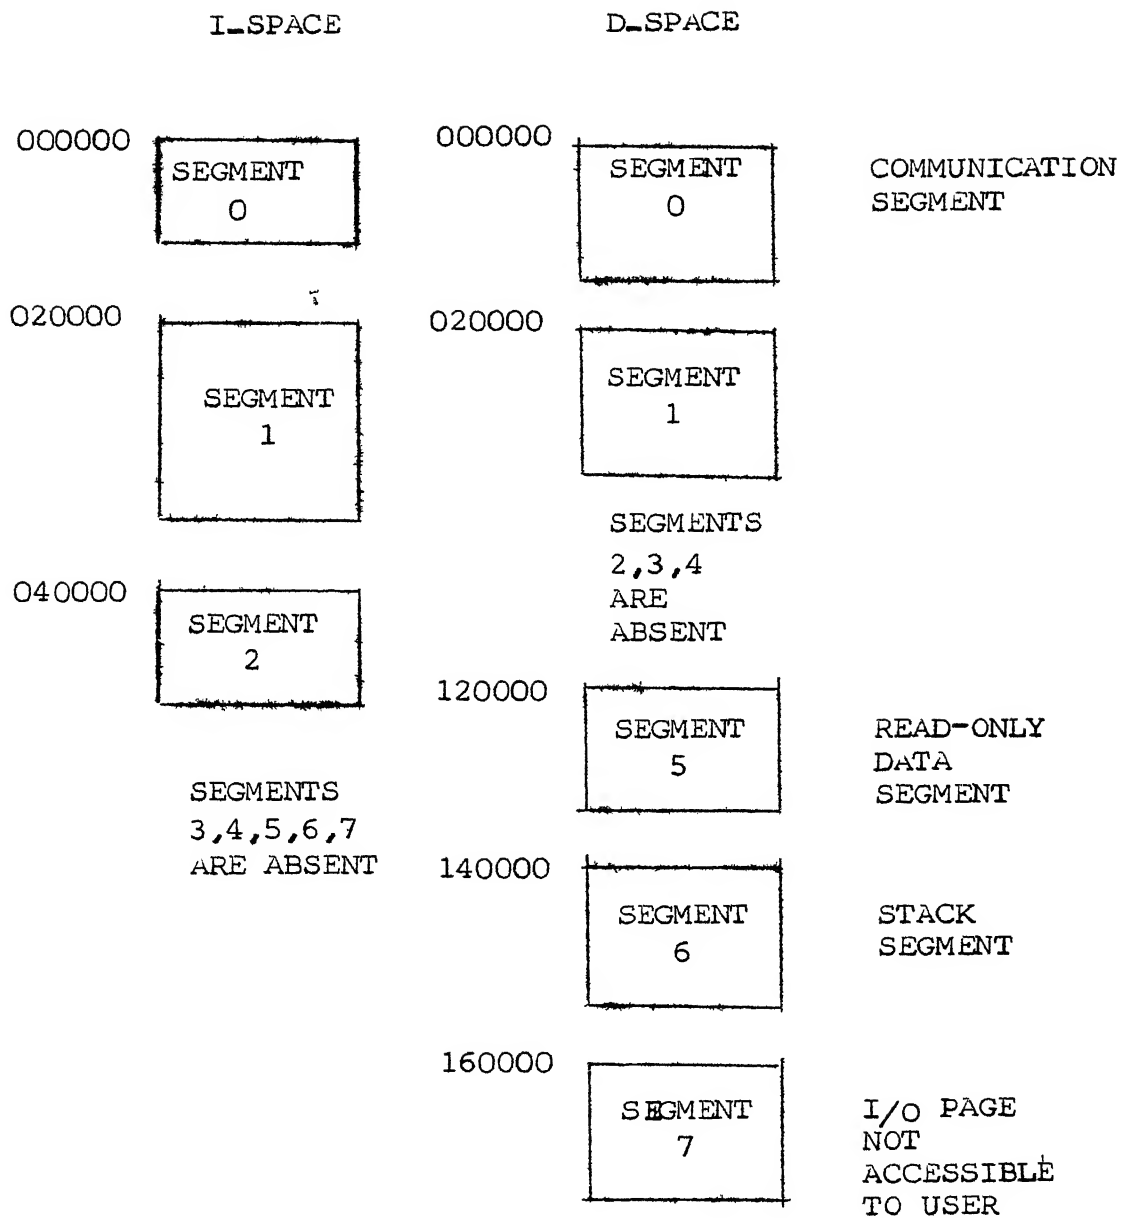 I_SPACE
D_SPACE
000000
SEGMENT
0
020000
SEGMENT
1
040000
SEGMENT
2
SEGMENTS
3,4,5,6,7
ARE ABSENT
000000
SEGMENT
0
COMMUNICATION
SEGMENT
020000
SEGMENT
1
SEGMENTS
2,3,4
ARE
ABSENT
120000
SEGMENT
5
READ-ONLY
DATA
SEGMENT
140000
SEGMENT
6
STACK
SEGMENT
160000
SEGMENT
7
I/O PAGE
NOT
ACCESSIBLE
TO USER